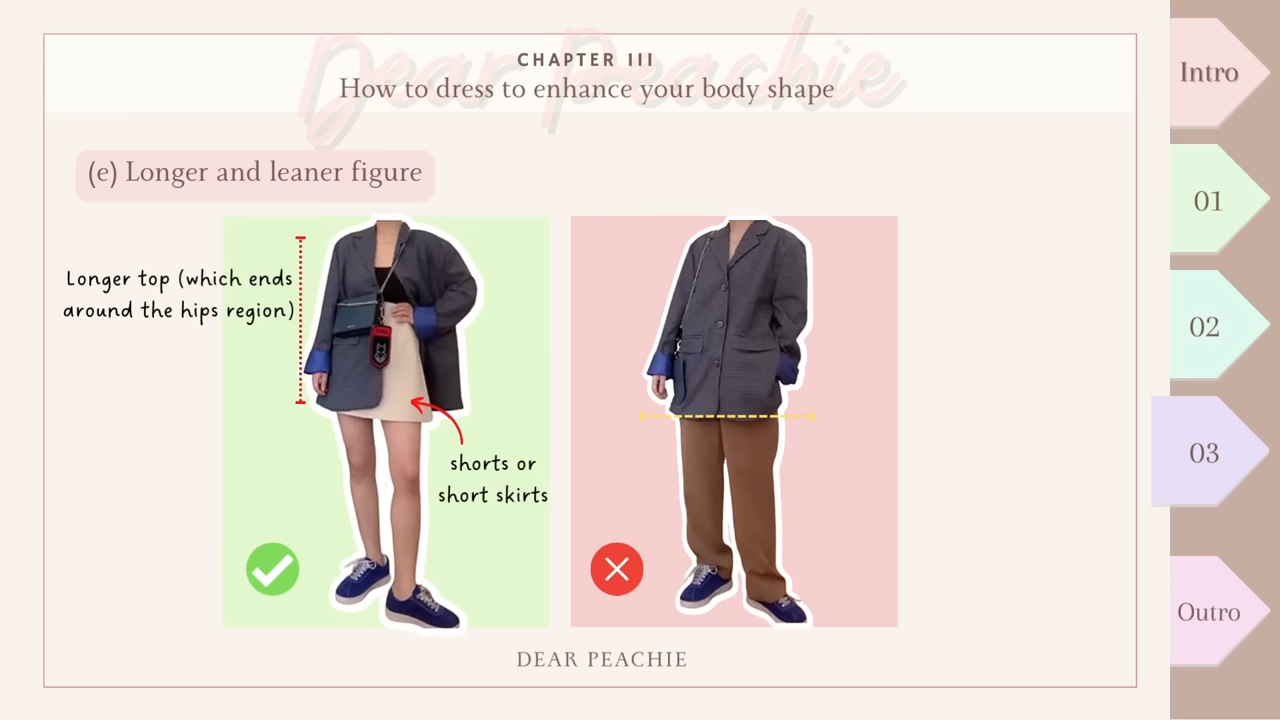 Dear Peachie
CHAPTER III
How to dress to enhance your body shape
(e) Longer and leaner figure
Longer top (which ends
around the hips region)
shorts or
short skirts
DEAR PEACHIE
Intro
01
02
03
Outro